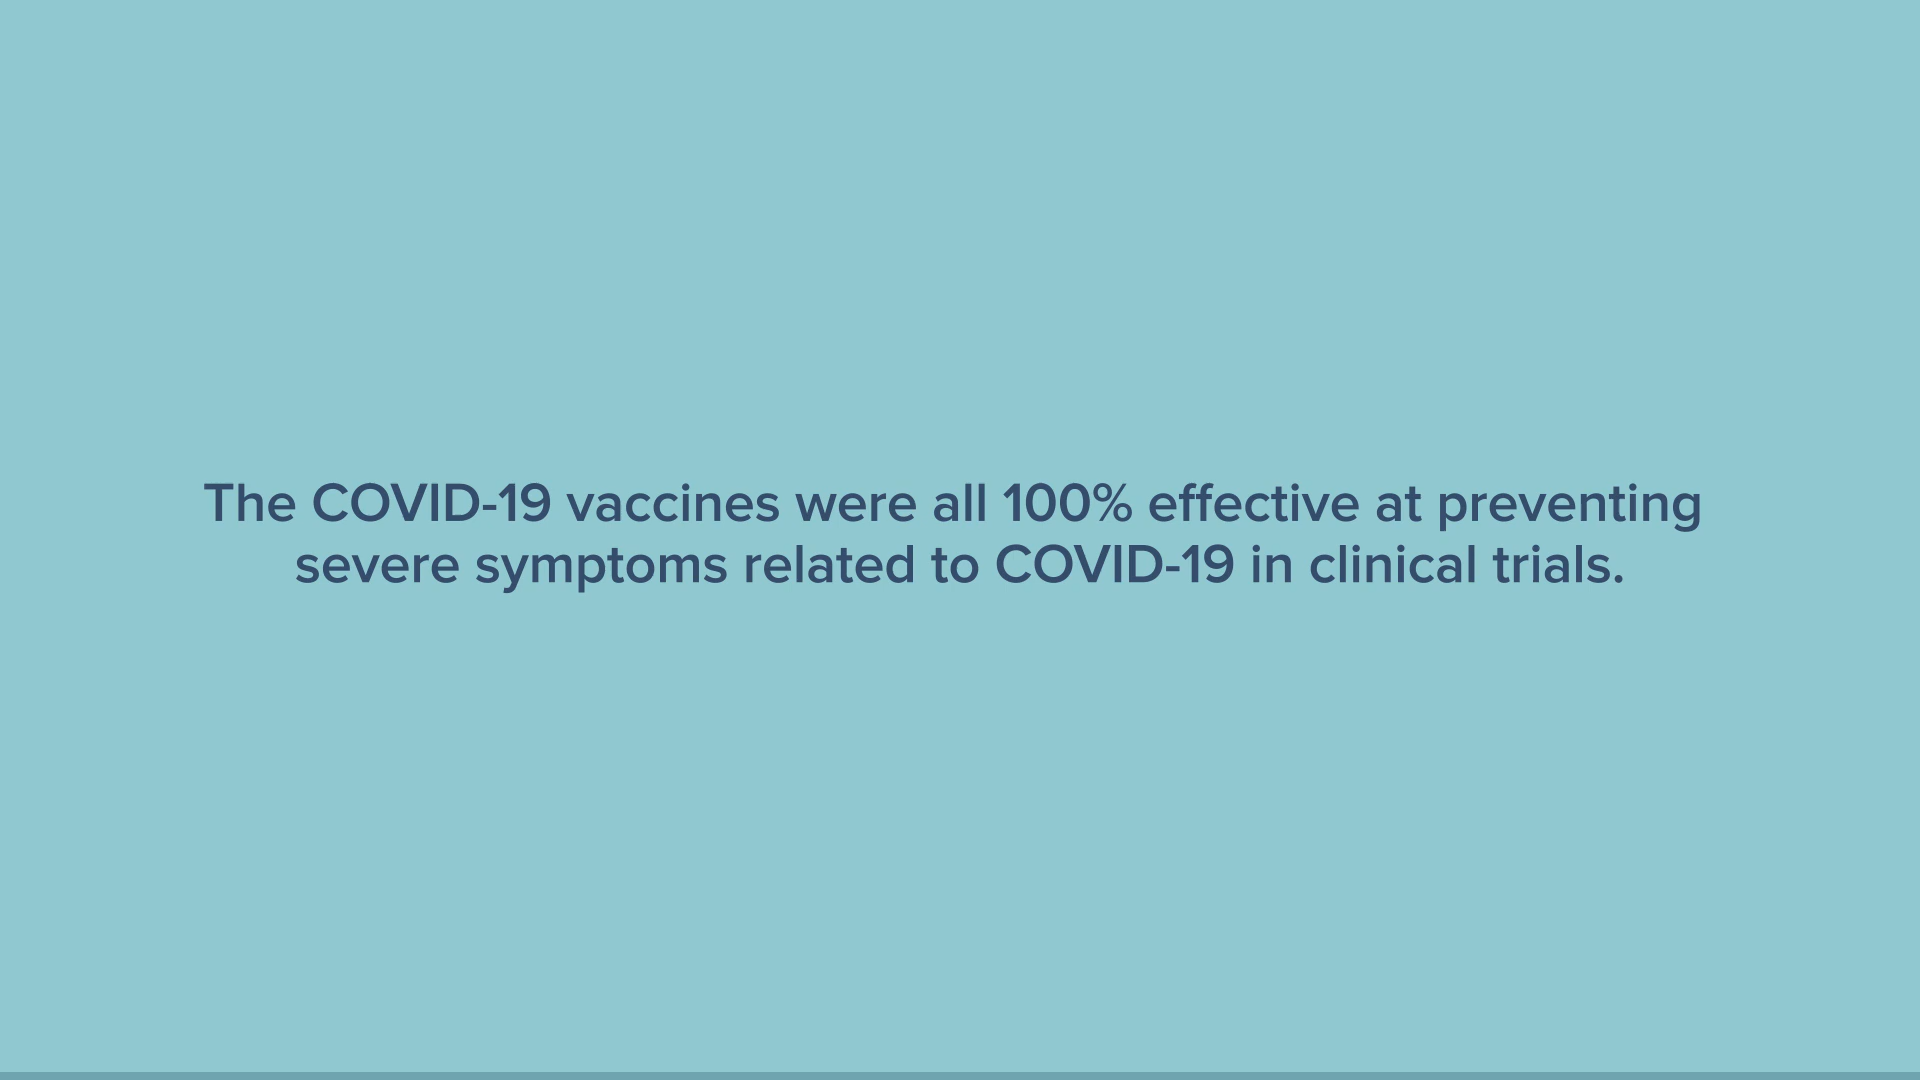 The COVID-19 vaccines were all 100% effective at preventing
severe symptoms related to COVID-19 in clinical trials.